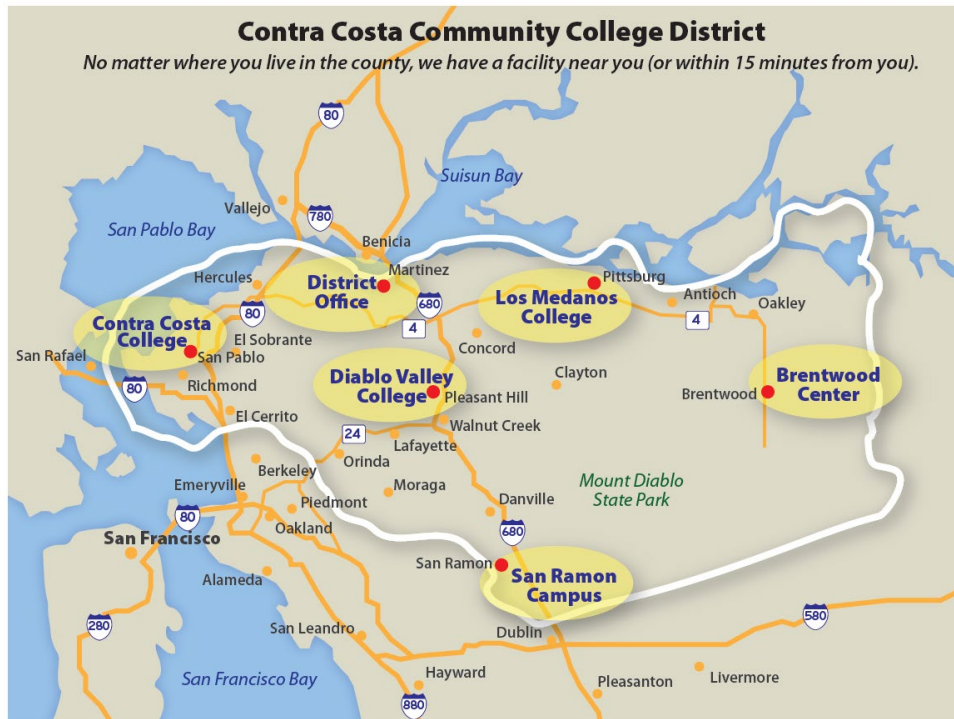 Contra Costa Community College District
No matter where you live in the county, we have a facility near you (or within 15 minutes from you).
80
Suisun Bay
Vallejo
780
San Pablo Bay
Benicia
Hercules
District
Office
Martinez
680
Pittsburg
Los Medanos
College
Antioch
Oakley
4
4
Contra Costa
College
80
El Sobrante
San Pablo
San Rafael
80
Richmond
Concord
Clayton
Diablo Valley
College
Pleasant Hill
Brentwood
Brentwood
Center
El Cerrito
Walnut Creek
24
Lafayette
Orinda
Berkeley
Emeryville
Moraga
Mount Diablo
State Park
Piedmont
Danville
80
Oakland
680
San Francisco
San Ramon
San Ramon
Campus
Alameda
280
San Leandro
Dublin
580
San Francisco Bay
Hayward
Pleasanton
Livermore
880